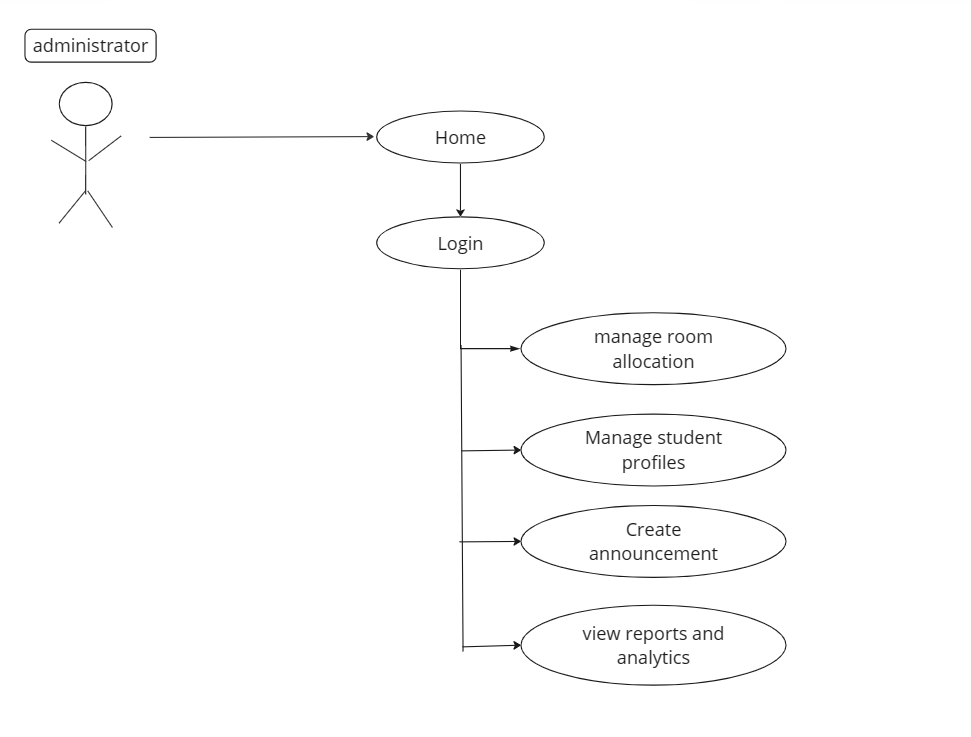 administrator
Home
Login
manage room
allocation
Manage student
profiles
Create
announcement
view reports and
analytics